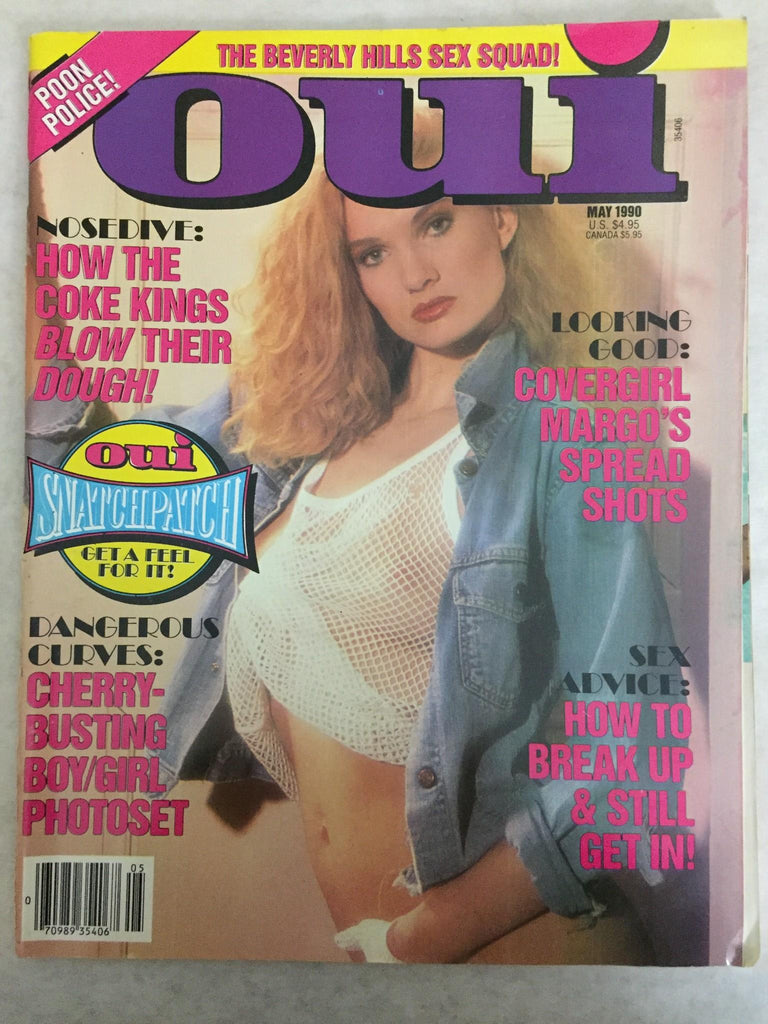 POON
POLICE!
THE BEVERLY HILLS SEX SQUAD!
oui
35406
MAY 1990
U.S. $4.95
CANADA $5.95
NOSEDIVE:
HOW THE
COKE KINGS
BLOW THEIR
DOUGH!
LOOKING
GOOD:
COVERGIRL
MARGO'S
SPREAD
SHOTS
oui
SNATCHPATCH
GET A FEEL
FOR IT!
DANGEROUS
CURVES:
CHERRY-
BUSTING
BOY/GIRL
PHOTOSET
SEX
ADVICE:
HOW TO
BREAK UP
& STILL
GET IN!
05
0 70989 35406